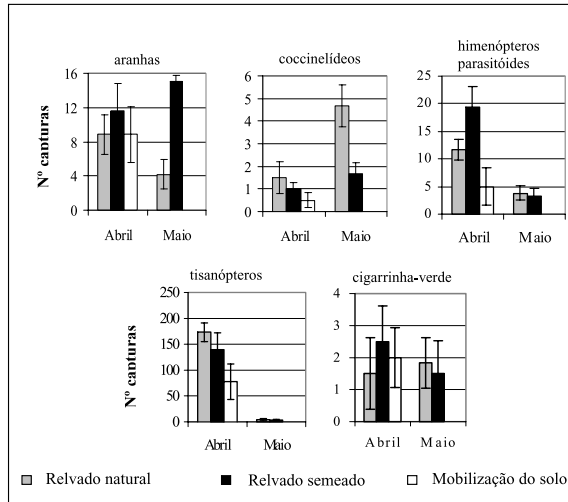 aranhas
coccinelídeos
himenópteros
parasitóides
Nº capturas
16
12
8
4
0
Abril
Maio
6
5
4
3
2
1
0
Abril
Maio
25
20
15
10
5
0
Abril
Maio
tisanópteros
cigarrinha-verde
Nº capturas
250
200
150
100
50
0
Abril
Maio
4
3
2
1
0
Abril
Maio
Relvado natural
Relvado semeado
Mobilização do solo